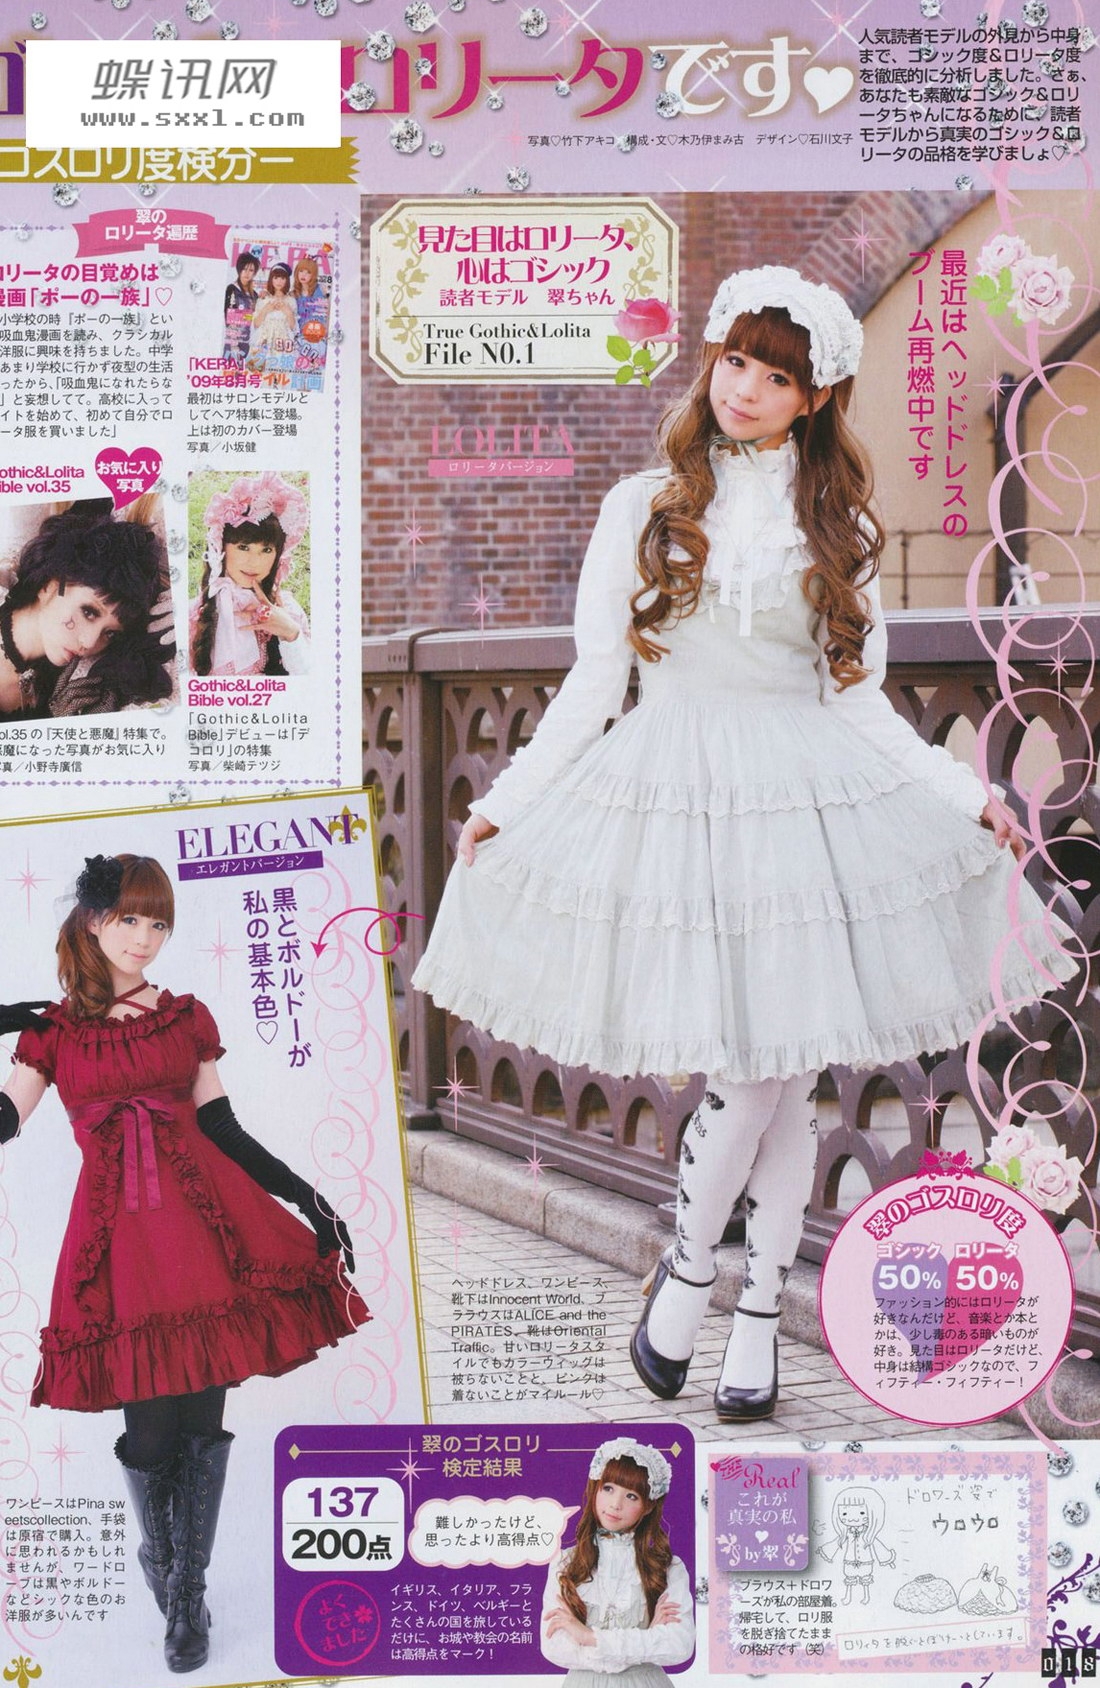 ロリータです♡
蝶讯网
www.sxxl.com
ゴスロリ度検分ー
人気読者モデルの外見から中身
まで、ゴシック度&ロリータ度
を徹底的に分析しました。さぁ、
あなたも素敵なゴシック&ロリ
ータちゃんになるために、読者
モデルから真実のゴシック&ロ
リータの品格を学びましょ♡
写真♡竹下アキコ 構成・文♡木乃伊まみ古 デザイン♡石川文子
翠の
ロリータ遍歴
ロリータの目覚めは
漫画「ポーの一族」♡
小学校の時『ポーの一族』とい
吸血鬼漫画を読み、クラシカル
洋服に興味を持ちました。中学
あまり学校に行かず夜型の生活
ったから、「吸血鬼になれたらな
」と妄想してて。高校に入って
イトを始めて、初めて自分でロ
ータ服を買いました」
KERA
「KERA」
'09年8月号
最初はサロンモデルと
してヘア特集に登場。
上は初のカバー登場
写真／小坂健
othic&Lolita
ible vol.35
お気に入り
写真
ol.35の『天使と悪魔』特集で。
悪魔になった写真がお気に入り
写真／小野寺廣信
Gothic&Lolita
Bible vol.27
「Gothic&Lolita
Bible」デビューは「デ
コロリ」の特集
写真／柴崎テツジ
見た目はロリータ、
心はゴシック
読者モデル 翠ちゃん
True Gothic&Lolita
File NO.1
LOLITA
ロリータバージョン
最近はヘッドドレスの
ブーム再燃中です
ELEGANT
エレガントバージョン
黒とボルドーが
私の基本色♡
ワンピースはPina sw
eetscollection、手袋
は原宿で購入。意外
に思われるかもしれ
ませんが、ワードロ
ーブは黒やボルドー
などシックな色のお
洋服が多いんです
ヘッドドレス、ワンピース、
靴下はInnocent World、ブ
ラウスはALICE and the
PIRATES、靴はOriental
Traffic。甘いロリータスタ
イルでもカラーウィッグは
被らないことと、ピンクは
着ないことがマイルール♡
翠のゴスロリ度
ゴシック ロリータ
50% 50%
ファッション的にはロリータが
好きなんだけど、音楽とか本と
かは、少し毒のある暗いものが
好き。見た目はロリータだけど、
中身は結構ゴシックなので、フ
ィフティー・フィフティー！
翠のゴスロリ
検定結果
137
200点
難しかったけど、
思ったより高得点♡
よく
でき
ました
イギリス、イタリア、フラ
ンス、ドイツ、ベルギーと
たくさんの国を旅している
だけに、お城や教会の名前
は高得点をマーク！
THE
Real
これが
真実の私
♥
by翠
ブラウス+ドロワ
ーズが私の部屋着。
帰宅して、ロリ服
を脱ぎ捨てたまま
の格好です（笑）
ドロワーズ姿で
ウロウロ
ロリィタを脱ぐとぼけーっとしています。
018